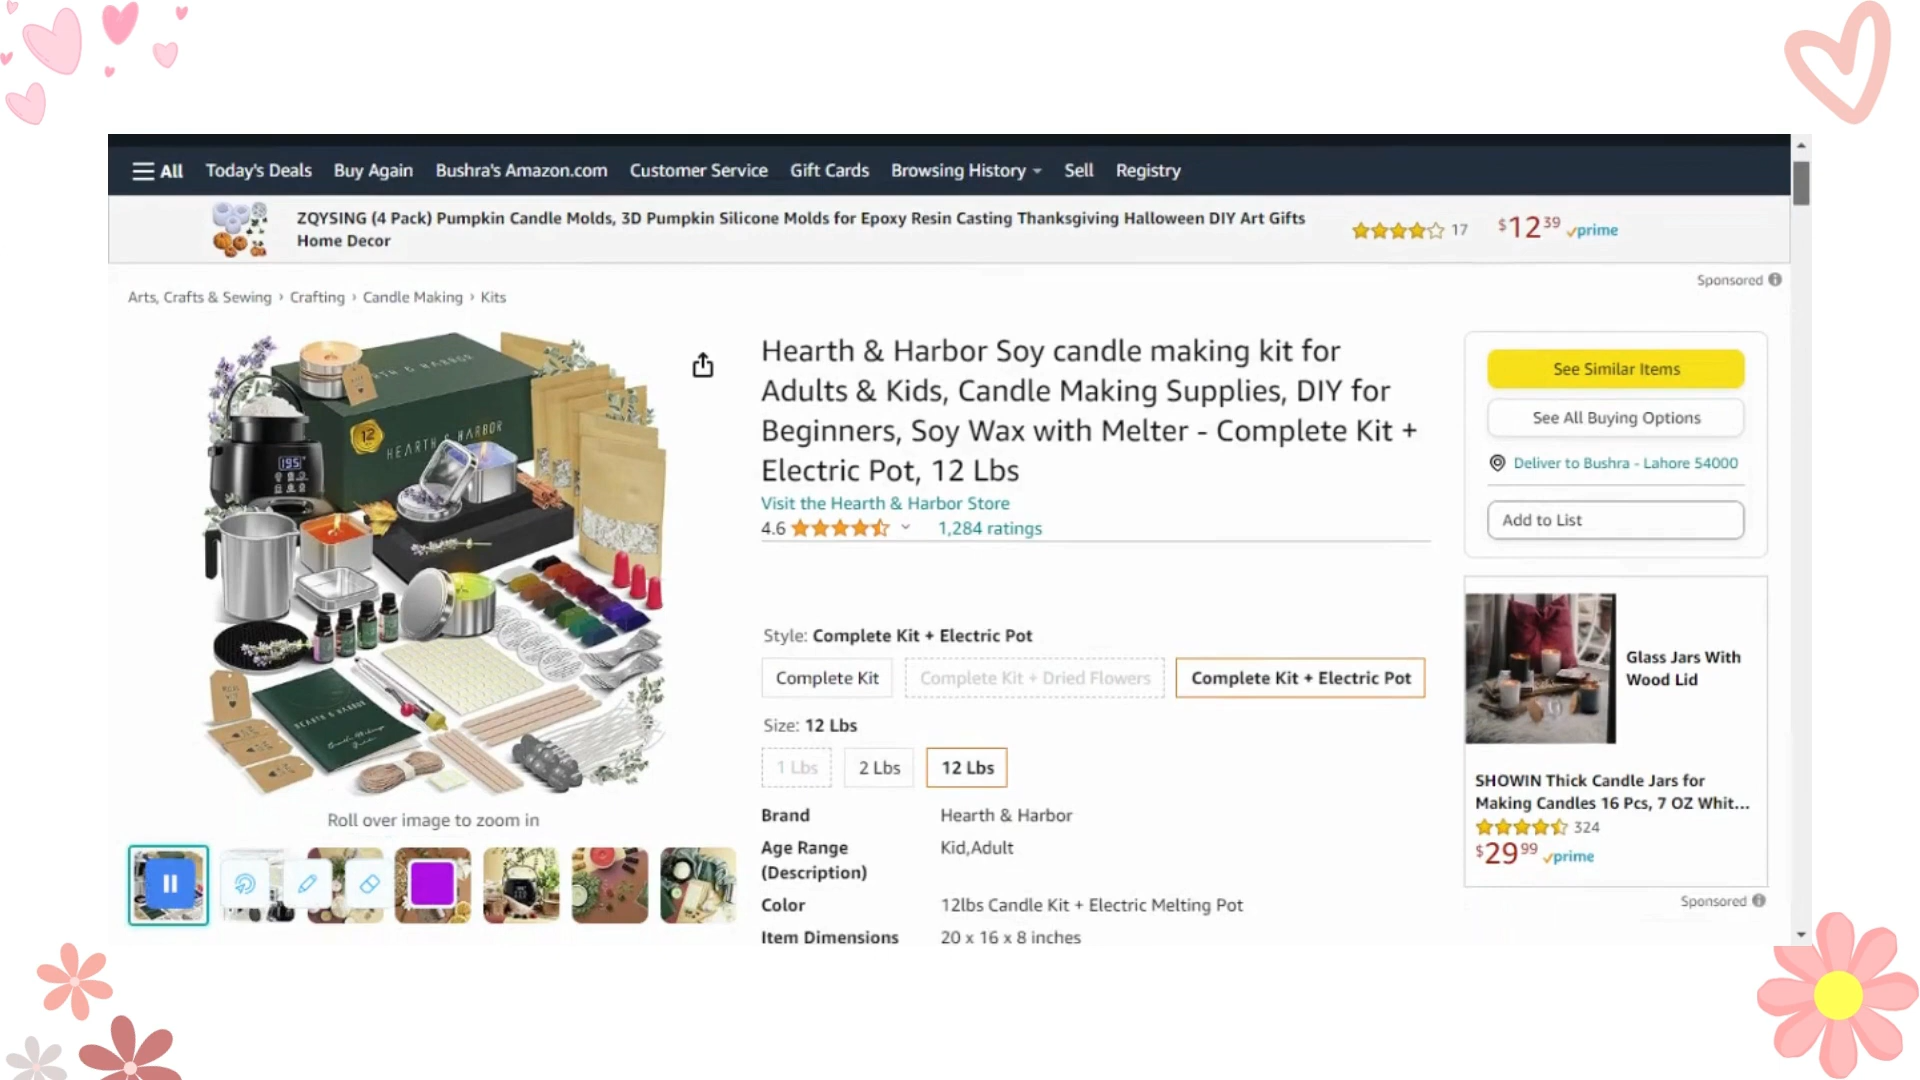 All Today's Deals Buy Again Bushra's Amazon.com Customer Service Gift Cards Browsing History Sell Registry
ZQYSING (4 Pack) Pumpkin Candle Molds, 3D Pumpkin Silicone Molds for Epoxy Resin Casting Thanksgiving Halloween DIY Art Gifts
Home Decor
17 $12 39 prime
Sponsored
Arts, Crafts & Sewing › Crafting › Candle Making › Kits
HEARTH & HARBOR
12
HEARTH & HARBOR
195
HEARTH & HARBOR
Roll over image to zoom in
Hearth & Harbor Soy candle making kit for
Adults & Kids, Candle Making Supplies, DIY for
Beginners, Soy Wax with Melter - Complete Kit +
Electric Pot, 12 Lbs
Visit the Hearth & Harbor Store
4.6 1,284 ratings
Style: Complete Kit + Electric Pot
Complete Kit Complete Kit + Dried Flowers Complete Kit + Electric Pot
Size: 12 Lbs
1 Lbs 2 Lbs 12 Lbs
Brand Hearth & Harbor
Age Range Kid,Adult
(Description)
Color 12lbs Candle Kit + Electric Melting Pot
Item Dimensions 20 x 16 x 8 inches
See Similar Items
See All Buying Options
Deliver to Bushra - Lahore 54000
Add to List
Glass Jars With
Wood Lid
SHOWIN Thick Candle Jars for
Making Candles 16 Pcs, 7 OZ Whit...
324
$29 99 prime
Sponsored